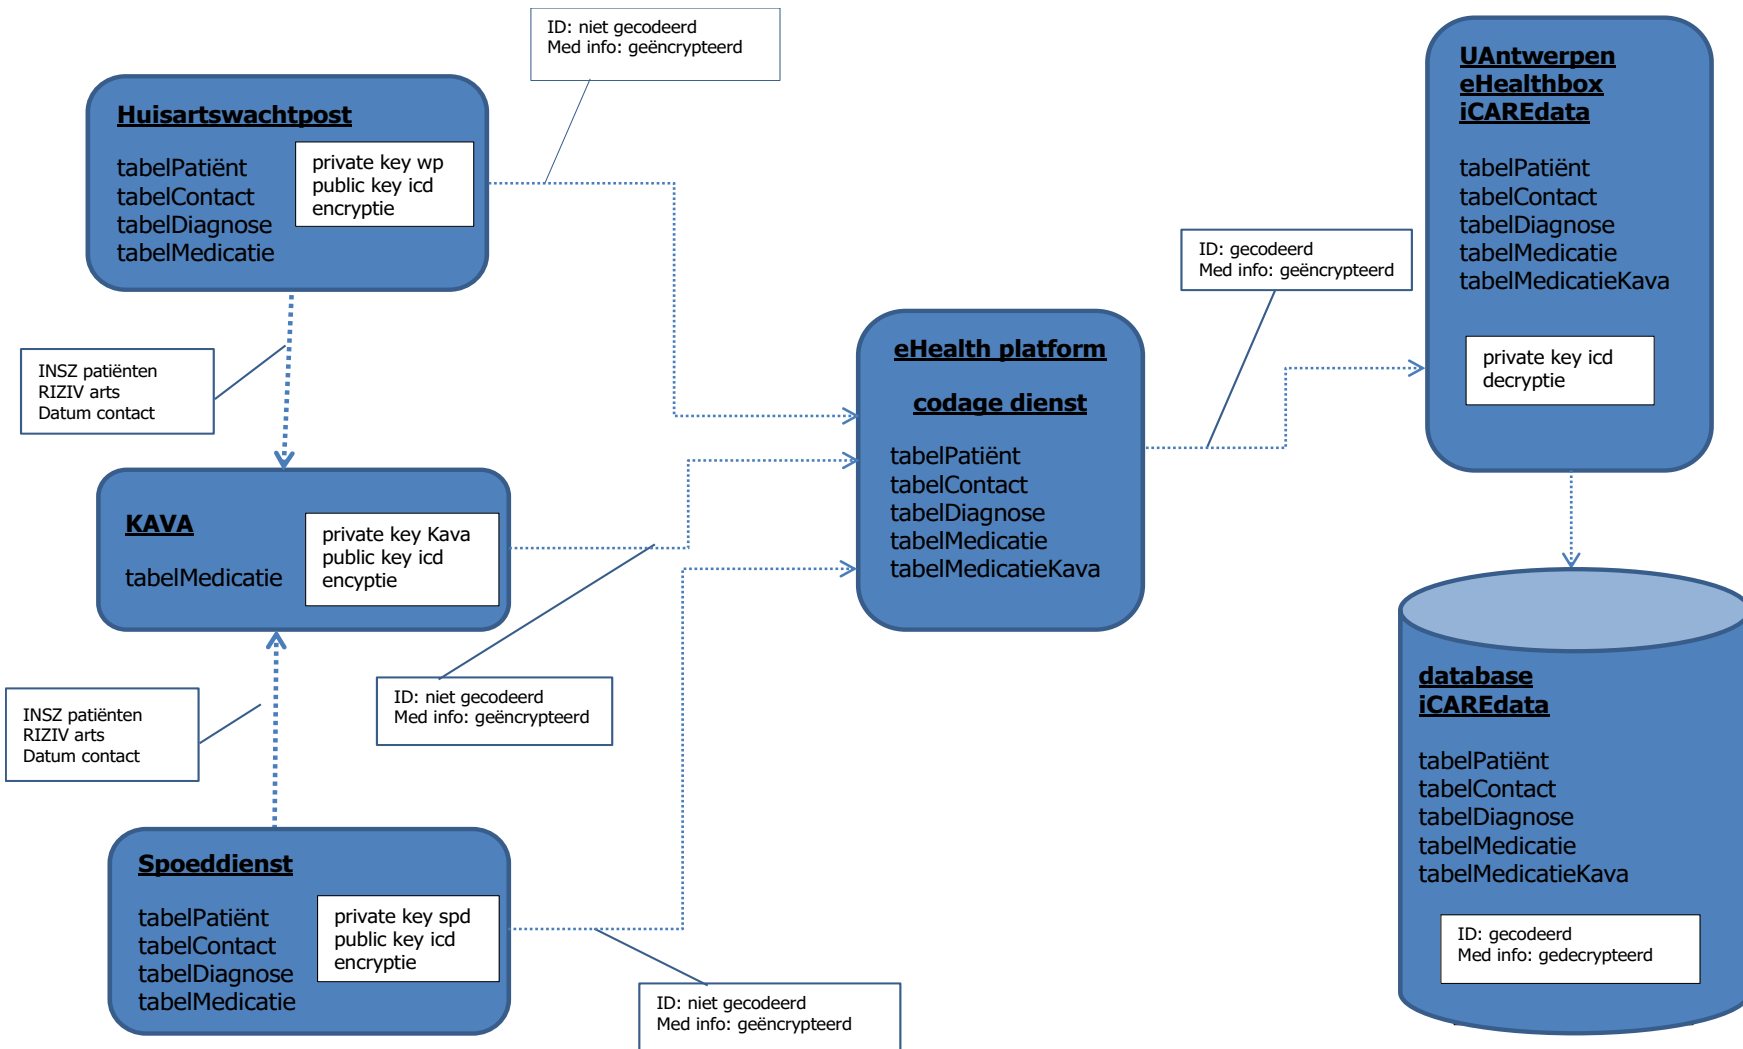 ID: niet gecodeerd
Med info: geëncrypteerd
Huisartswachtpost
tabelPatiënt
tabelContact
tabelDiagnose
tabelMedicatie
private key wp
public key icd
encryptie
INSZ patiënten
RIZIV arts
Datum contact
KAVA
tabelMedicatie
private key Kava
public key icd
encyptie
INSZ patiënten
RIZIV arts
Datum contact
ID: niet gecodeerd
Med info: geëncrypteerd
Spoeddienst
tabelPatiënt
tabelContact
tabelDiagnose
tabelMedicatie
private key spd
public key icd
encryptie
ID: niet gecodeerd
Med info: geëncrypteerd
eHealth platform
codage dienst
tabelPatiënt
tabelContact
tabelDiagnose
tabelMedicatie
tabelMedicatieKava
ID: gecodeerd
Med info: geëncrypteerd
UAntwerpen
eHealthbox
iCAREdata
tabelPatiënt
tabelContact
tabelDiagnose
tabelMedicatie
tabelMedicatieKava
private key icd
decryptie
database
iCAREdata
tabelPatiënt
tabelContact
tabelDiagnose
tabelMedicatie
tabelMedicatieKava
ID: gecodeerd
Med info: gedecrypteerd